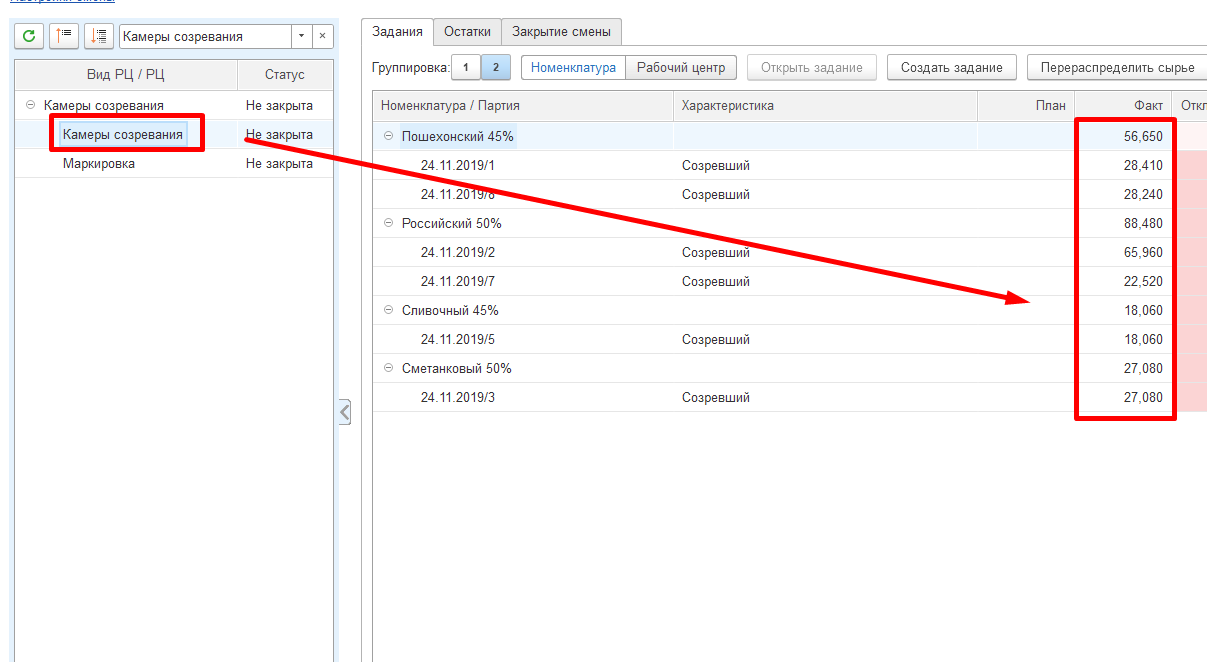 Камеры созревания
Вид РЦ / РЦ Статус
Камеры созревания Не закрыта
Камеры созревания Не закрыта
Маркировка Не закрыта
Задания Остатки Закрытие смены
Группировка: 1 2 Номенклатура Рабочий центр Открыть задание Создать задание Перераспределить сырье
Номенклатура / Партия Характеристика План Факт Откл
Пошехонский 45% 56,650
24.11.2019/1 Созревший 28,410
24.11.2019/8 Созревший 28,240
Российский 50% 88,480
24.11.2019/2 Созревший 65,960
24.11.2019/7 Созревший 22,520
Сливочный 45% 18,060
24.11.2019/5 Созревший 18,060
Сметанковый 50% 27,080
24.11.2019/3 Созревший 27,080